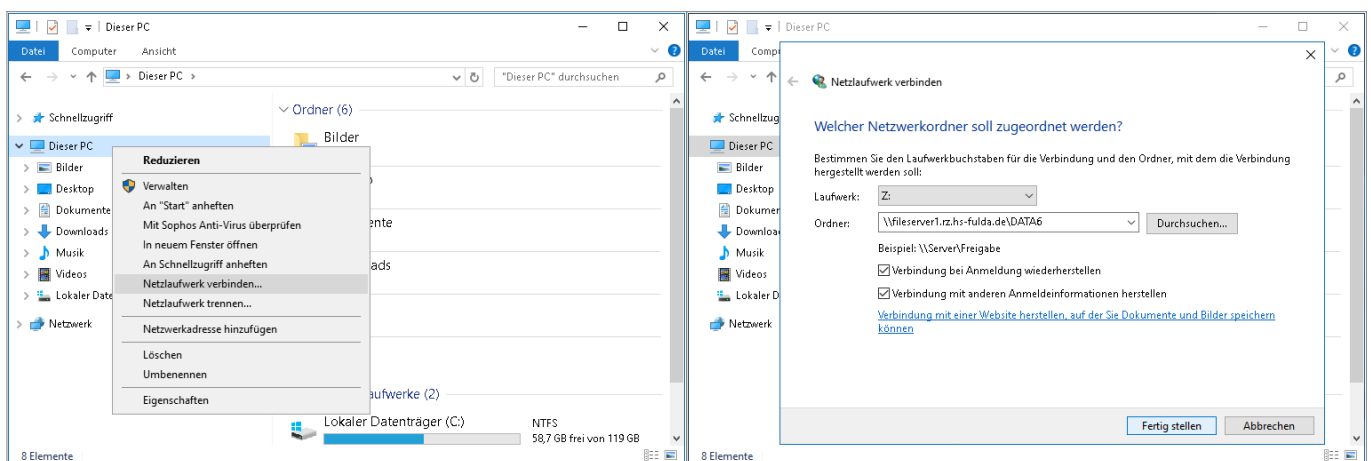 Dieser PC
Datei Computer Ansicht
Dieser PC
"Dieser PC" durchsuchen
Schnellzugriff
Dieser PC
Bilder
Desktop
Dokumente
Downloads
Musik
Videos
Lokaler Date
Netzwerk
Reduzieren
Verwalten
An "Start" anheften
Mit Sophos Anti-Virus überprüfen
In neuem Fenster öffnen
An Schnellzugriff anheften
Netzlaufwerk verbinden...
Netzlaufwerk trennen...
Netzwerkadresse hinzufügen
Löschen
Umbenennen
Eigenschaften
Ordner (6)
Bilder
ente
ads
aufwerke (2)
Lokaler Datenträger (C:)
NTFS
58,7 GB frei von 119 GB
8 Elemente
Dieser PC
Datei Comp
Schnellzug
Dieser PC
Bilder
Desktop
Dokumen
Downloa
Musik
Videos
Lokaler D
Netzwerk
Netzlaufwerk verbinden
Welcher Netzwerkordner soll zugeordnet werden?
Bestimmen Sie den Laufwerkbuchstaben für die Verbindung und den Ordner, mit dem die Verbindung
hergestellt werden soll:
Laufwerk: Z:
Ordner: \\fileserver1.rz.hs-fulda.de\DATA6 Durchsuchen...
Beispiel: \\Server\Freigabe
Verbindung bei Anmeldung wiederherstellen
Verbindung mit anderen Anmeldeinformationen herstellen
Verbindung mit einer Website herstellen, auf der Sie Dokumente und Bilder speichern
können
Fertig stellen Abbrechen
8 Elemente